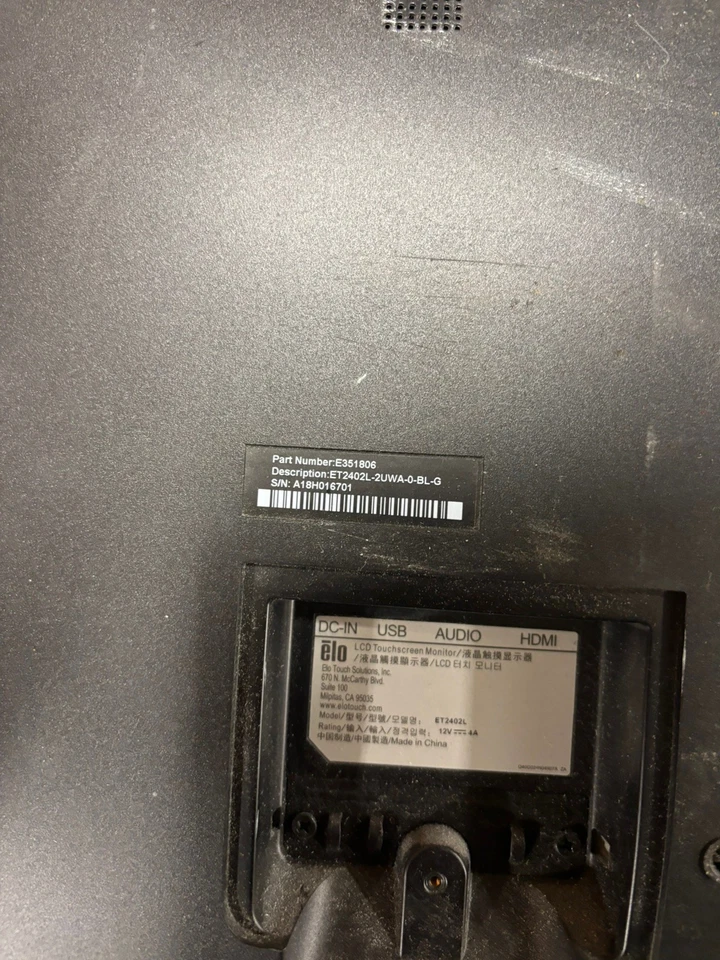 Part Number:E351806
Description:ET2402L-2UWA-0-BL-G
S/N: A18H016701
DC-IN USB AUDIO HDMI
elo LCD Touchscreen Monitor/液晶触摸显示器
/液晶觸摸顯示器/LCD 터치 모니터
Elo Touch Solutions, Inc.
670 N. McCarthy Blvd.
Suite 100
Milpitas, CA 95035
www.elotouch.com
Model/型号/型號/모델명: ET2402L
Rating/输入/輸入/정격입력: 12V⎓4A
中国制造/中國製造/Made in China